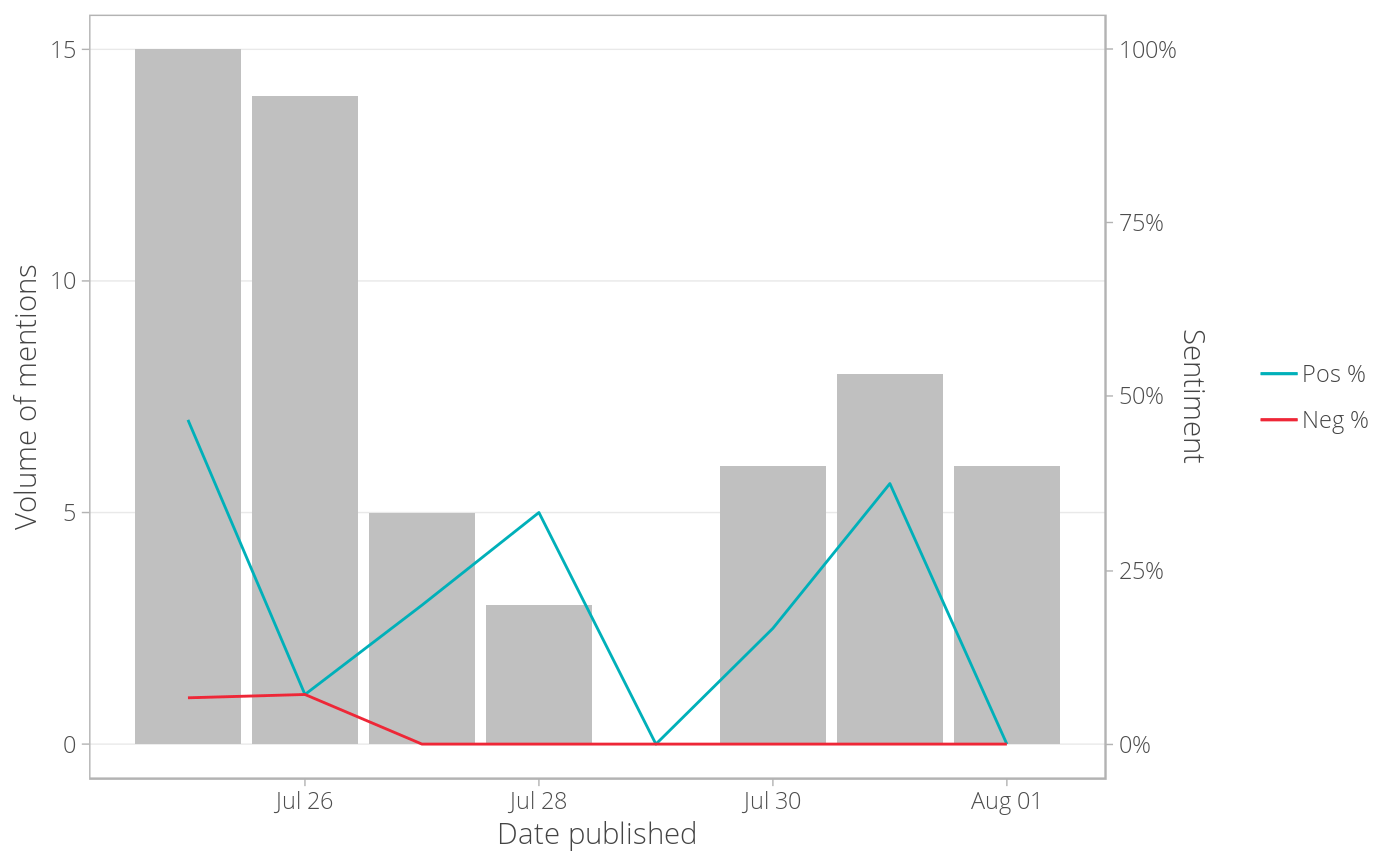 Volume of mentions
15
10
5
0
100%
75%
50%
25%
0%
Sentiment
Pos %
Neg %
Jul 26
Jul 28
Jul 30
Aug 01
Date published